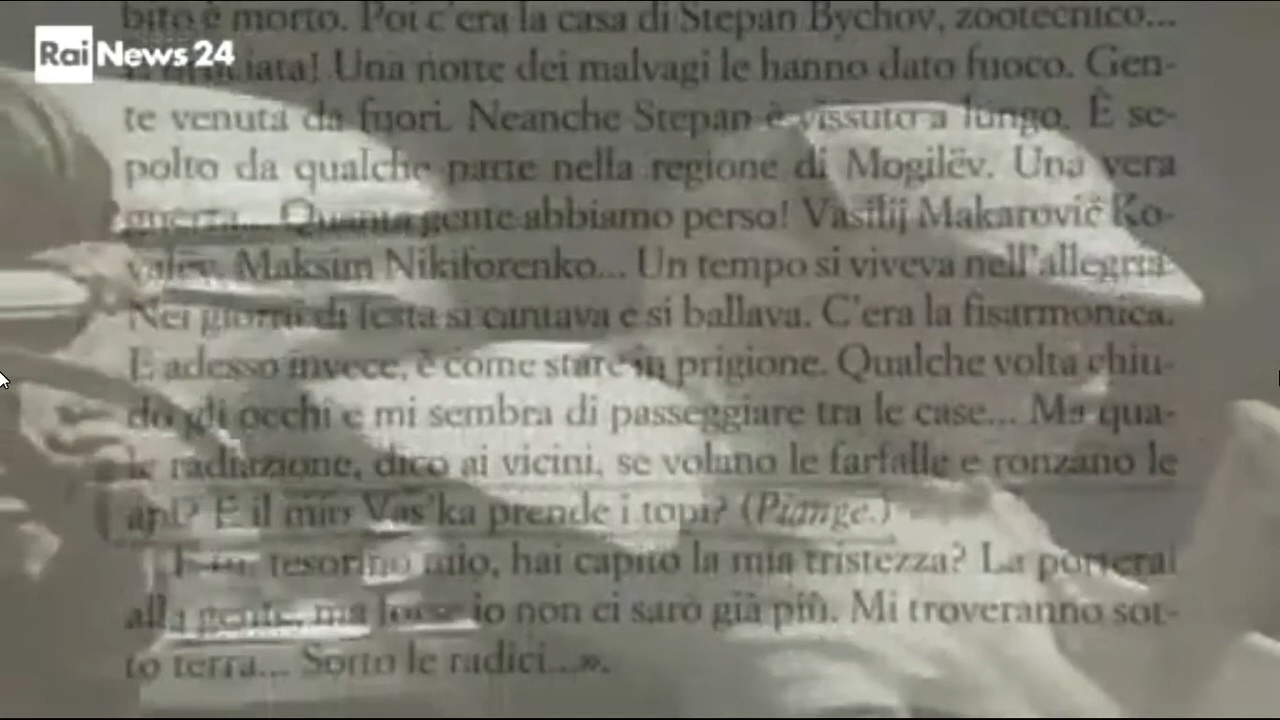 Rai News 24
bito è morto. Poi c'era la casa di Stepan Bychov, zootecnico...
Una notte dei malvagi le hanno dato fuoco. Gen-
te venuta da fuori. Neanche Stepan è vissuto a lungo. È se-
polto da qualche parte nella regione di Mogilëv. Una vera
guerra... Quanta gente abbiamo perso! Vasilij Makarovič Ko-
valëv, Maksim Nikiforenko... Un tempo si viveva nell'allegria.
Nei giorni di festa si cantava e si ballava. C'era la fisarmonica.
E adesso invece, è come stare in prigione. Qualche volta chiu-
do gli occhi e mi sembra di passeggiare tra le case... Ma qua-
le radiazione, dico ai vicini, se volano le farfalle e ronzano le
api? E il mio Vas'ka prende i topi? (Piange.)
E tu, tesorino mio, hai capito la mia tristezza? La porterai
alla gente, ma forse io non ci sarò già più. Mi troveranno sot-
to terra... Sotto le radici...».